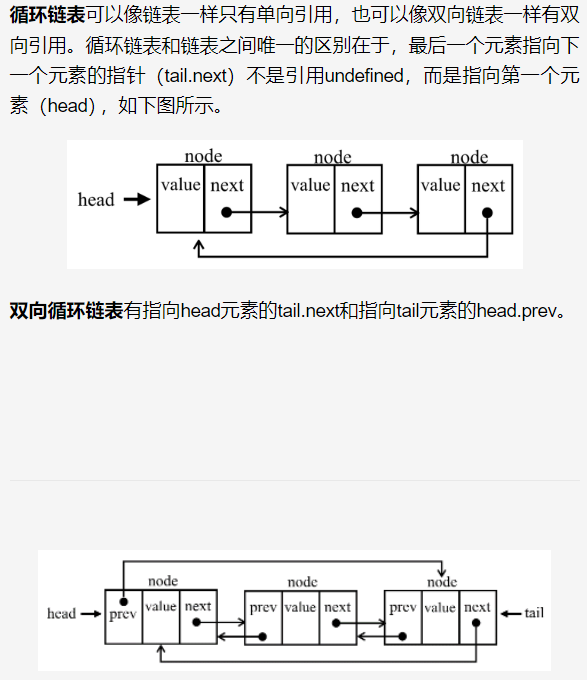 循环链表可以像链表一样只有单向引用，也可以像双向链表一样有双
向引用。循环链表和链表之间唯一的区别在于，最后一个元素指向下
一个元素的指针（tail.next）不是引用undefined，而是指向第一个元
素（head），如下图所示。
node node node
head value next value next value next
双向循环链表有指向head元素的tail.next和指向tail元素的head.prev。
node node node
head prev value next prev value next prev value next tail